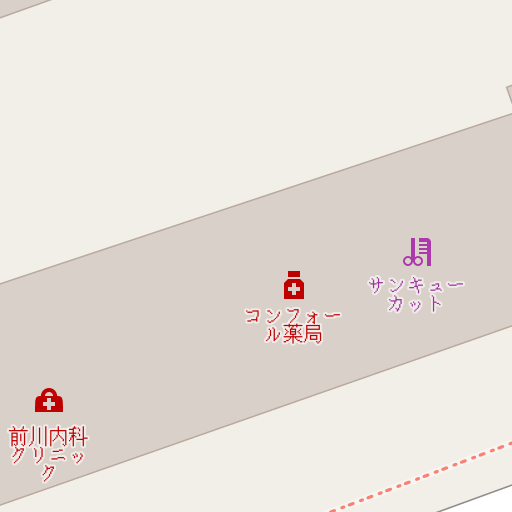 サンキュー
カット
コンフォー
ル薬局
前川内科
クリニッ
ク